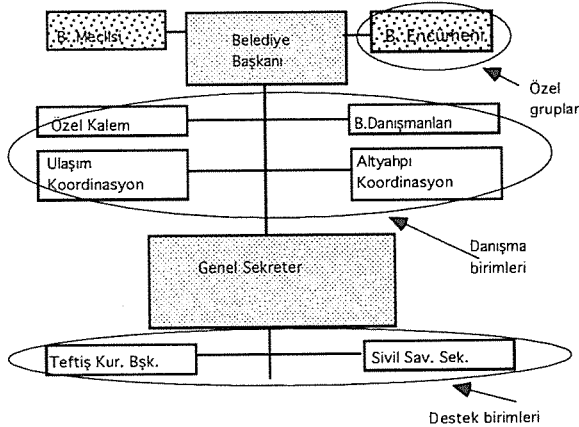 B. Meclisi
Belediye
Başkanı
B. Encümeni
Özel
gruplar
Özel Kalem
B.Danışmanları
Ulaşım
Koordinasyon
Altyahpı
Koordinasyon
Danışma
birimleri
Genel Sekreter
Teftiş Kur. Bşk.
Sivil Sav. Sek.
Destek birimleri